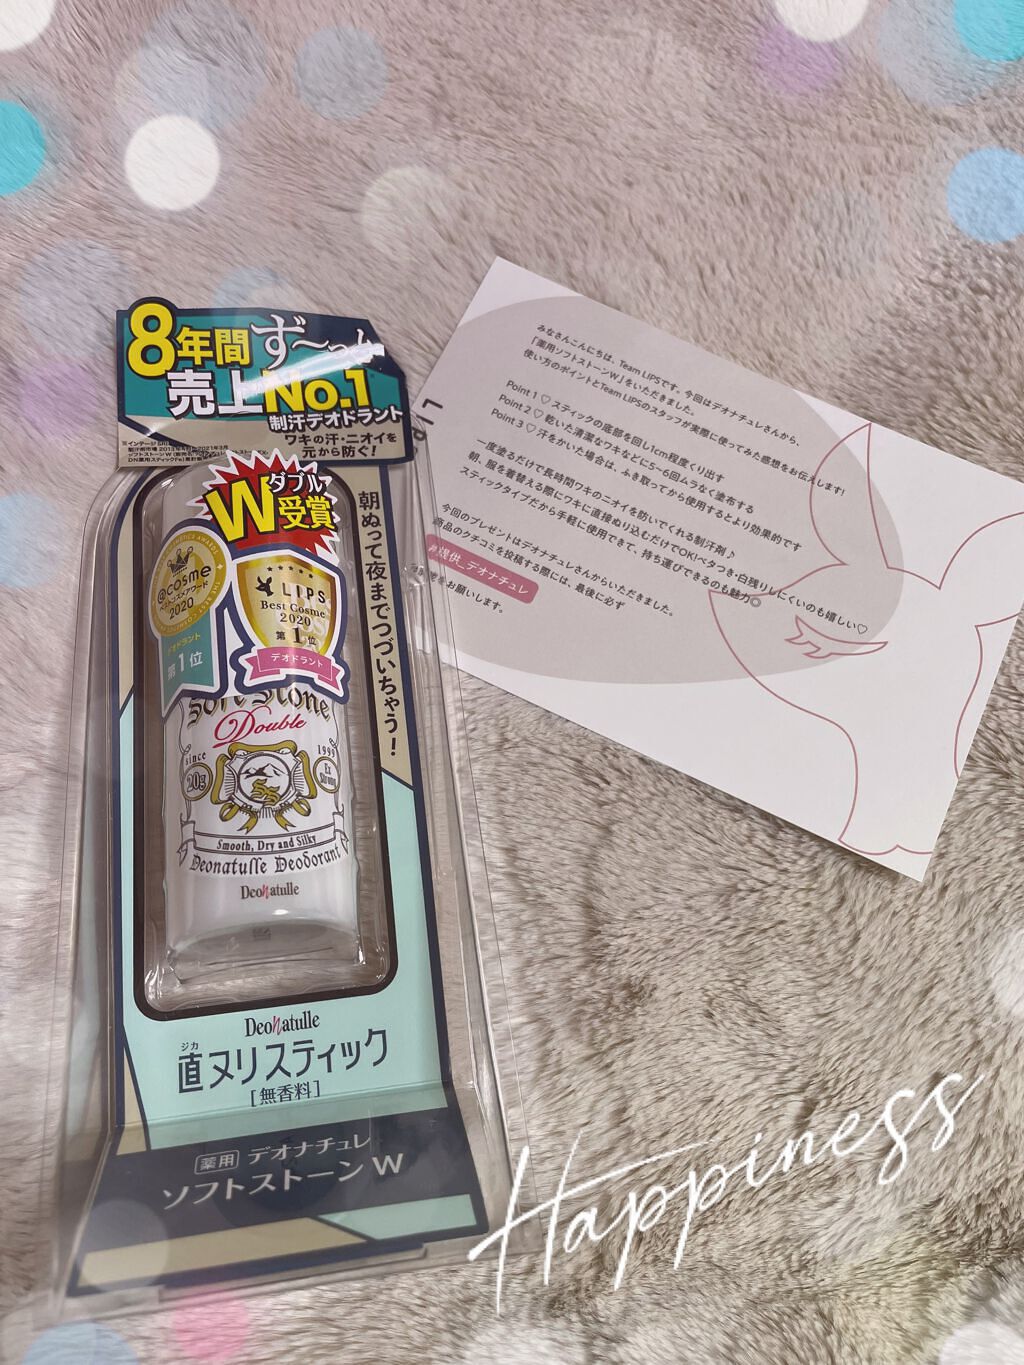 8年間ず〜っと
売上No.1
制汗デオドラント
ワキの汗・ニオイを
元から防ぐ!
ダブル
W受賞
@cosme
ベストコスメアワード
2020
デオドラント
第1位
LIPS
Best Cosme
2020
第1位
デオドラント
朝ぬって夜までつづいちゃう!
Soft Stone
Double
since
1999
20g
Ex
Strong
SS
Smooth, Dry and Silky
Deonatulle Deodorant
Deonatulle
Deonatulle
ジカ
直ヌリスティック
[無香料]
薬用 デオナチュレ
ソフトストーンW
みなさんこんにちは、Team LIPSです。今回はデオナチュレさんから、
「薬用ソフトストーンW」をいただきました。
使い方のポイントとTeam LIPSのスタッフが実際に使ってみた感想をお伝えします!
Point 1 ♡ スティックの底部を回し1cm程度くり出す
Point 2 ♡ 乾いた清潔なワキなどに5~6回ムラなく塗布する
Point 3 ♡ 汗をかいた場合は、ふき取ってから使用するとより効果的です
一度塗るだけで長時間ワキのニオイを防いでくれる制汗剤♪
朝、服を着替える際にワキに直接ぬり込むだけでOK!ベタつき・白残りしにくいのも嬉しい♡
スティックタイプだから手軽に使用できて、持ち運びできるのも魅力◎
今回のプレゼントはデオナチュレさんからいただきました。
商品のクチコミを投稿する際には、最後に必ず
#提供_デオナチュレ
をお願いします。
Happiness